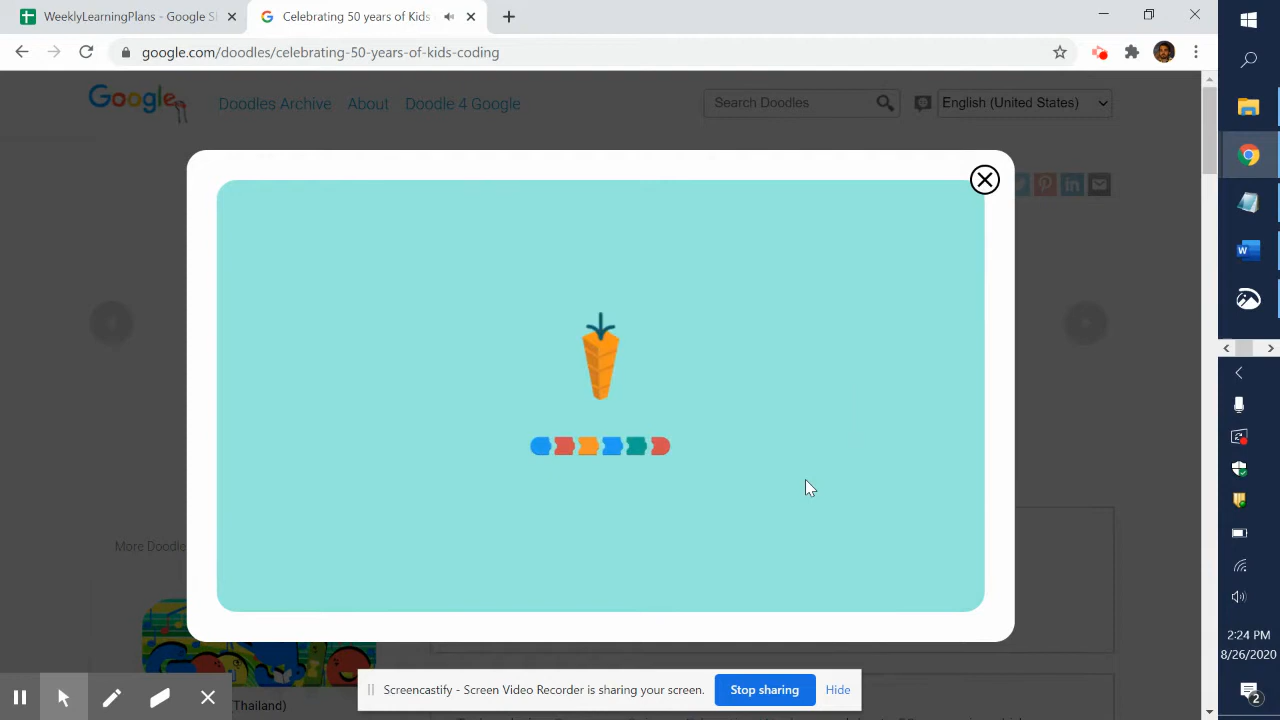 WeeklyLearningPlans - Google S
Celebrating 50 years of Kids
google.com/doodles/celebrating-50-years-of-kids-coding
Google
Doodles Archive
About
Doodle 4 Google
Search Doodles
English (United States)
More Doodle
(Thailand)
Screencastify - Screen Video Recorder is sharing your screen.
Stop sharing
Hide
W
2:24 PM
8/26/2020
2